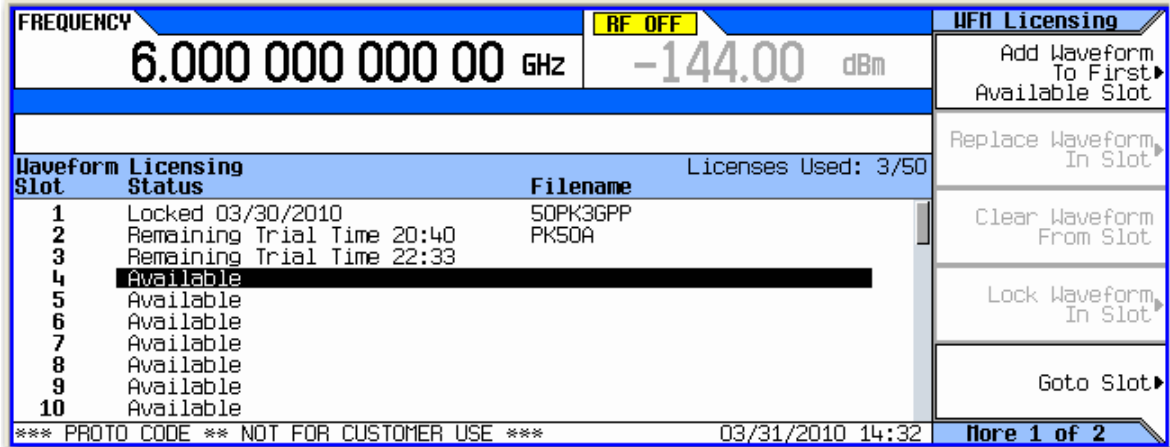 FREQUENCY RF OFF WFM Licensing
6.000 000 000 00 GHz -144.00 dBm
Add Waveform
To First
Available Slot
Replace Waveform
In Slot
Clear Waveform
From Slot
Lock Waveform
In Slot
Goto Slot
More 1 of 2
Waveform Licensing Licenses Used: 3/50
Slot Status Filename
1 Locked 03/30/2010 50PK3GPP
2 Remaining Trial Time 20:40 PK50A
3 Remaining Trial Time 22:33
4 Available
5 Available
6 Available
7 Available
8 Available
9 Available
10 Available
*** PROTO CODE ** NOT FOR CUSTOMER USE *** 03/31/2010 14:32